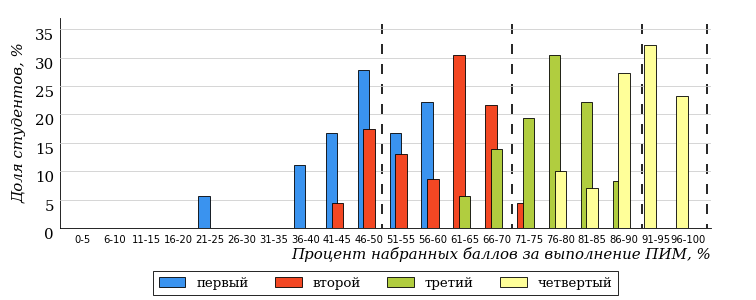 Доля студентов, %
35
30
25
20
15
10
5
0
0-5 6-10 11-15 16-20 21-25 26-30 31-35 36-40 41-45 46-50 51-55 56-60 61-65 66-70 71-75 76-80 81-85 86-90 91-95 96-100
Процент набранных баллов за выполнение ПИМ, %
первый второй третий четвертый